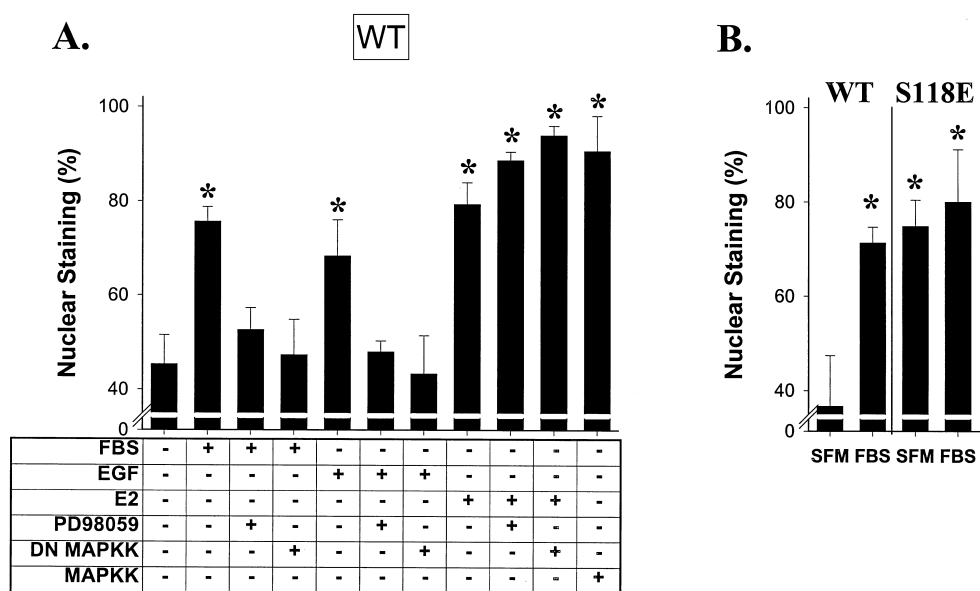 A.
WT
B.
WT S118E
Nuclear Staining (%)
100
80
60
40
0
* * * * * *
Nuclear Staining (%)
100
80
60
40
0
* * *
SFM FBS SFM FBS
FBS - + + + - - - - - - -
EGF - - - - + + + - - - -
E2 - - - - - - - + + + -
PD98059 - - + - - + - - + - -
DN MAPKK - - - + - - + - - + -
MAPKK - - - - - - - - - - +